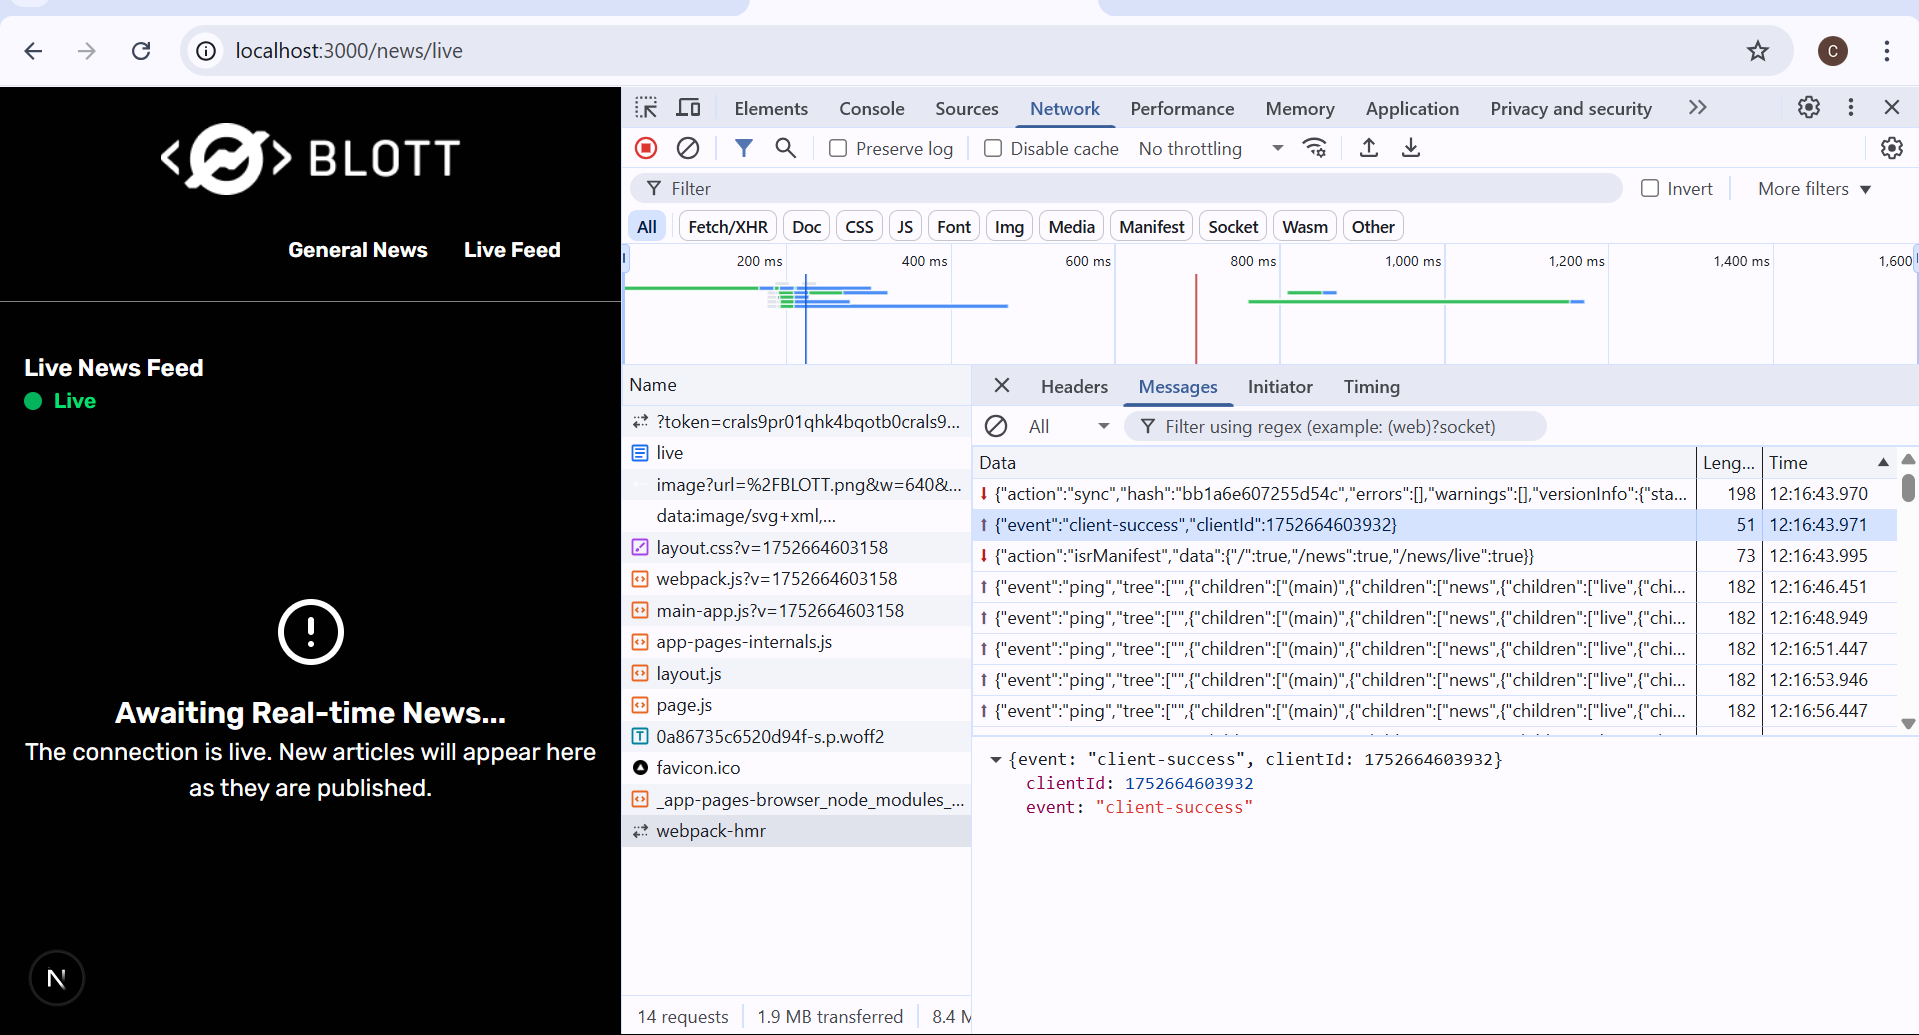 localhost:3000/news/live
C
BLOTT
General News Live Feed
Live News Feed
Live
Awaiting Real-time News...
The connection is live. New articles will appear here
as they are published.
N
Elements Console Sources Network Performance Memory Application Privacy and security
Preserve log Disable cache No throttling
Filter Invert More filters
All Fetch/XHR Doc CSS JS Font Img Media Manifest Socket Wasm Other
200 ms 400 ms 600 ms 800 ms 1,000 ms 1,200 ms 1,400 ms 1,600
Name
?token=crals9pr01qhk4bqotb0crals9...
live
image?url=%2FBLOTT.png&w=640&...
data:image/svg+xml,...
layout.css?v=1752664603158
webpack.js?v=1752664603158
main-app.js?v=1752664603158
app-pages-internals.js
layout.js
page.js
0a86735c6520d94f-s.p.woff2
favicon.ico
_app-pages-browser_node_modules_...
webpack-hmr
14 requests 1.9 MB transferred 8.4 M
Headers Messages Initiator Timing
All Filter using regex (example: (web)?socket)
Data Leng... Time
{"action":"sync","hash":"bb1a6e607255d54c","errors":[],"warnings":[],"versionInfo":{"sta... 198 12:16:43.970
{"event":"client-success","clientId":1752664603932} 51 12:16:43.971
{"action":"isrManifest","data":{"/":true,"/news":true,"/news/live":true}} 73 12:16:43.995
{"event":"ping","tree":["",{"children":["(main)",{"children":["news",{"children":["live",{"chi... 182 12:16:46.451
{"event":"ping","tree":["",{"children":["(main)",{"children":["news",{"children":["live",{"chi... 182 12:16:48.949
{"event":"ping","tree":["",{"children":["(main)",{"children":["news",{"children":["live",{"chi... 182 12:16:51.447
{"event":"ping","tree":["",{"children":["(main)",{"children":["news",{"children":["live",{"chi... 182 12:16:53.946
{"event":"ping","tree":["",{"children":["(main)",{"children":["news",{"children":["live",{"chi... 182 12:16:56.447
{event: "client-success", clientId: 1752664603932}
clientId: 1752664603932
event: "client-success"